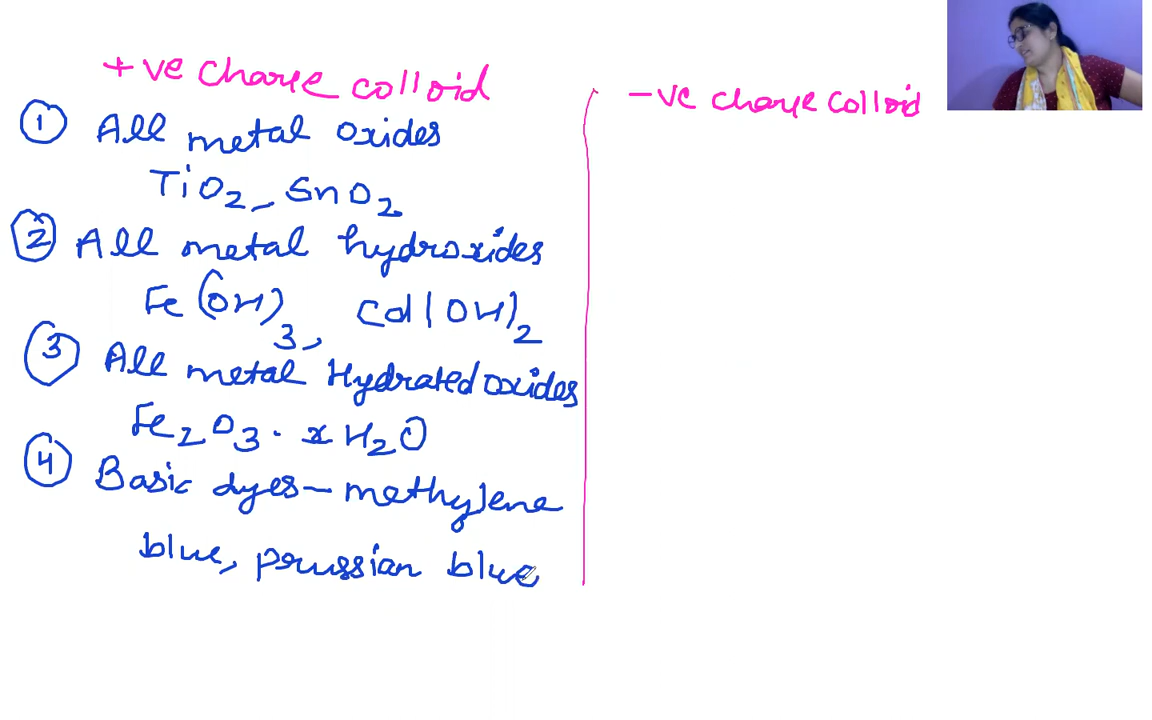 +ve Charge colloid
① All metal oxides
TiO₂, SnO₂
② All metal hydroxides
Fe(OH)₃, Cd(OH)₂
③ All metal Hydrated oxides
Fe₂O₃·xH₂O
④ Basic dyes – methylene
blue, prussian blue
-ve charge colloid